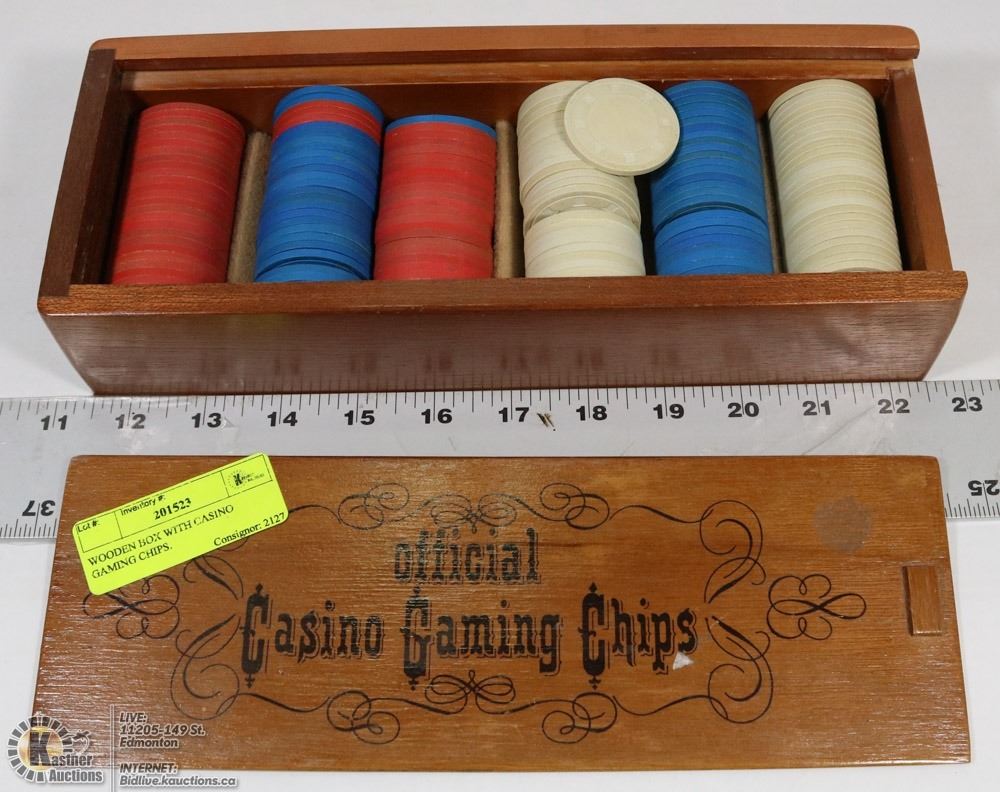 11 12 13 14 15 16 17 18 19 20 21 22 23
37
25
Lot #:
Inventory #:
201523
WOODEN BOX WITH CASINO
GAMING CHIPS.
Consignor: 2127
official
Casino Gaming Chips
Kastner
Auctions
LIVE:
11205-149 St.
Edmonton
INTERNET:
Bidlive.kauctions.ca